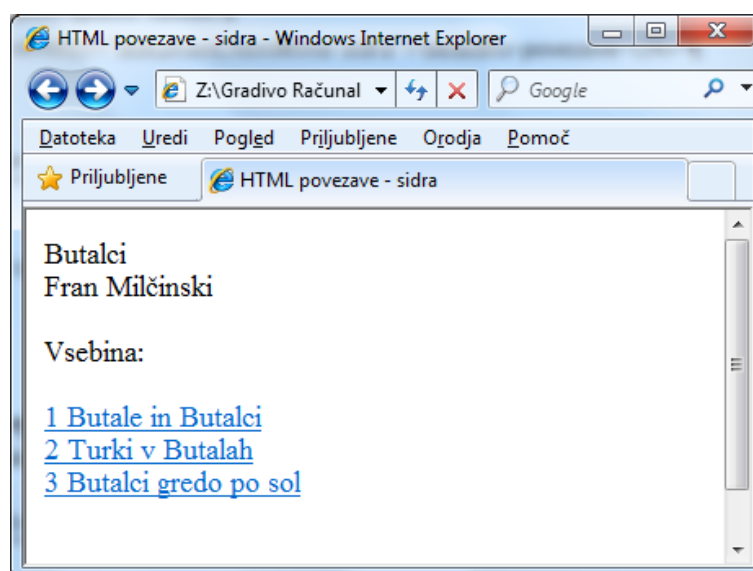 HTML povezave - sidra - Windows Internet Explorer
Z:\Gradivo Računal
Google
Datoteka Uredi Pogled Priljubljene Orodja Pomoč
Priljubljene HTML povezave - sidra
Butalci
Fran Milčinski
Vsebina:
1 Butale in Butalci
2 Turki v Butalah
3 Butalci gredo po sol